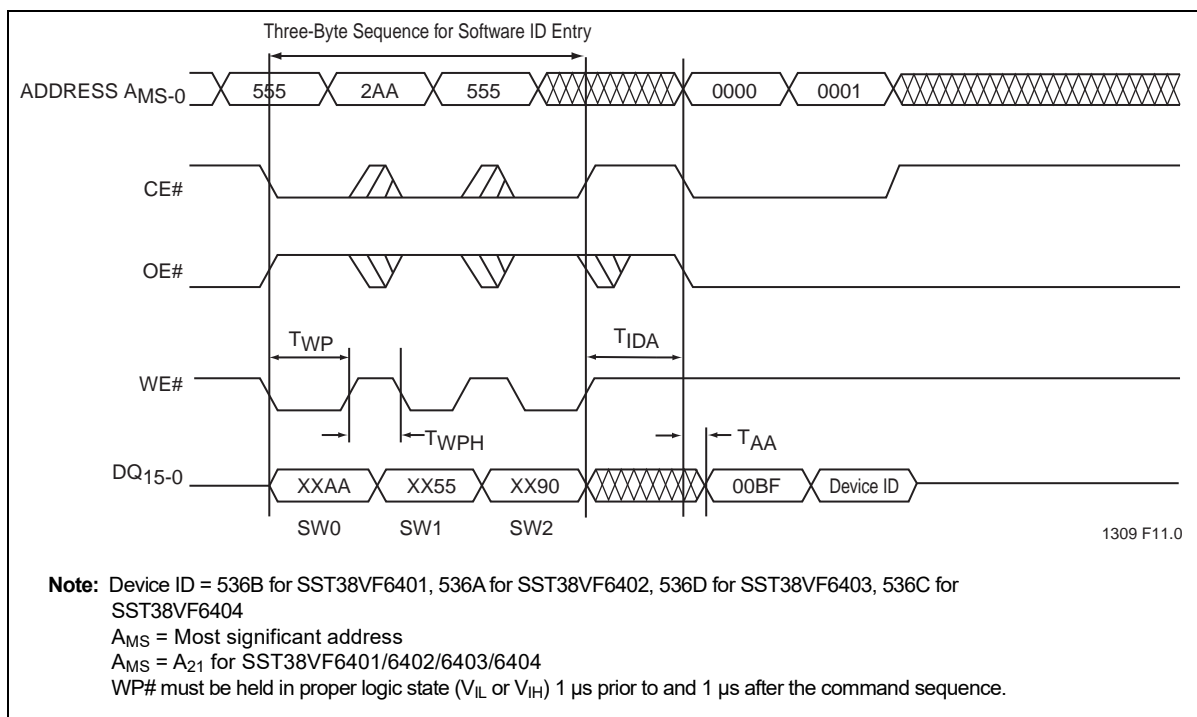 Three-Byte Sequence for Software ID Entry
ADDRESS AMS-0 555 2AA 555 0000 0001
CE#
OE#
TWP TIDA
WE#
TWPH TAA
DQ15-0 XXAA XX55 XX90 00BF Device ID
SW0 SW1 SW2
1309 F11.0
Note: Device ID = 536B for SST38VF6401, 536A for SST38VF6402, 536D for SST38VF6403, 536C for
SST38VF6404
AMS = Most significant address
AMS = A21 for SST38VF6401/6402/6403/6404
WP# must be held in proper logic state (VIL or VIH) 1 µs prior to and 1 µs after the command sequence.